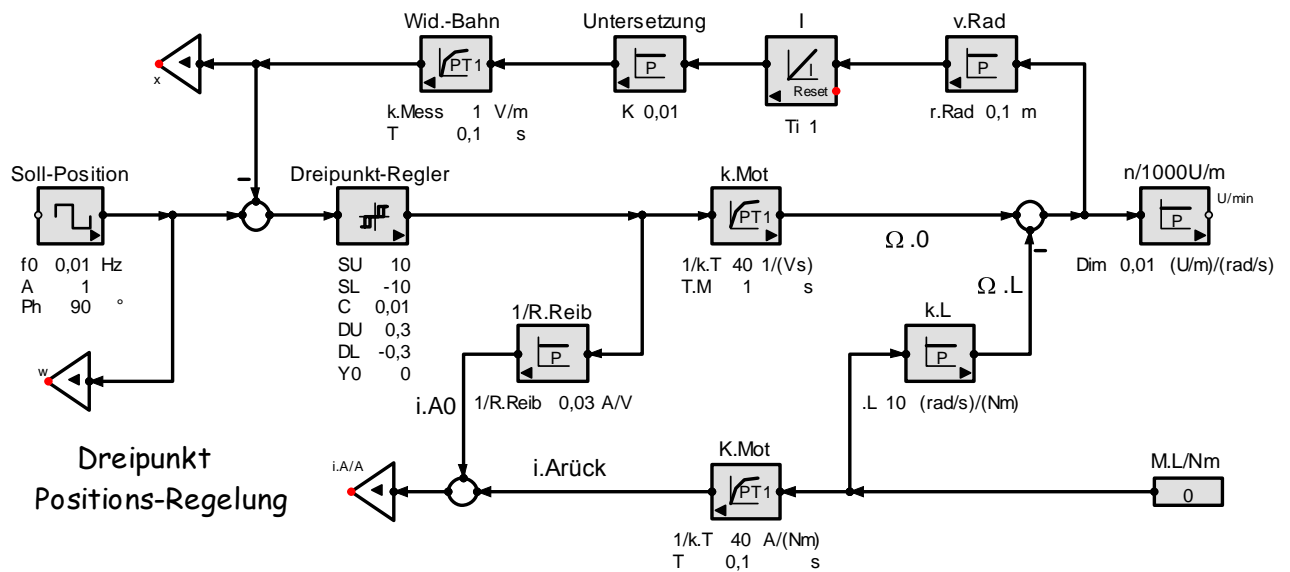 Wid.-Bahn
Untersetzung
I
v.Rad
PT1
P
I
Reset
P
x
k.Mess 1 V/m
T 0,1 s
K 0,01
Ti 1
r.Rad 0,1 m
Soll-Position
Dreipunkt-Regler
k.Mot
n/1000U/m
PT1
P
U/min
f0 0,01 Hz
A 1
Ph 90 °
SU 10
SL -10
C 0,01
DU 0,3
DL -0,3
Y0 0
1/k.T 40 1/(Vs)
T.M 1 s
Ω .0
Dim 0,01 (U/m)/(rad/s)
Ω .L
1/R.Reib
P
k.L
P
w
i.A0
1/R.Reib 0,03 A/V
.L 10 (rad/s)/(Nm)
Dreipunkt
Positions-Regelung
i.A/A
i.Arück
K.Mot
PT1
M.L/Nm
0
1/k.T 40 A/(Nm)
T 0,1 s